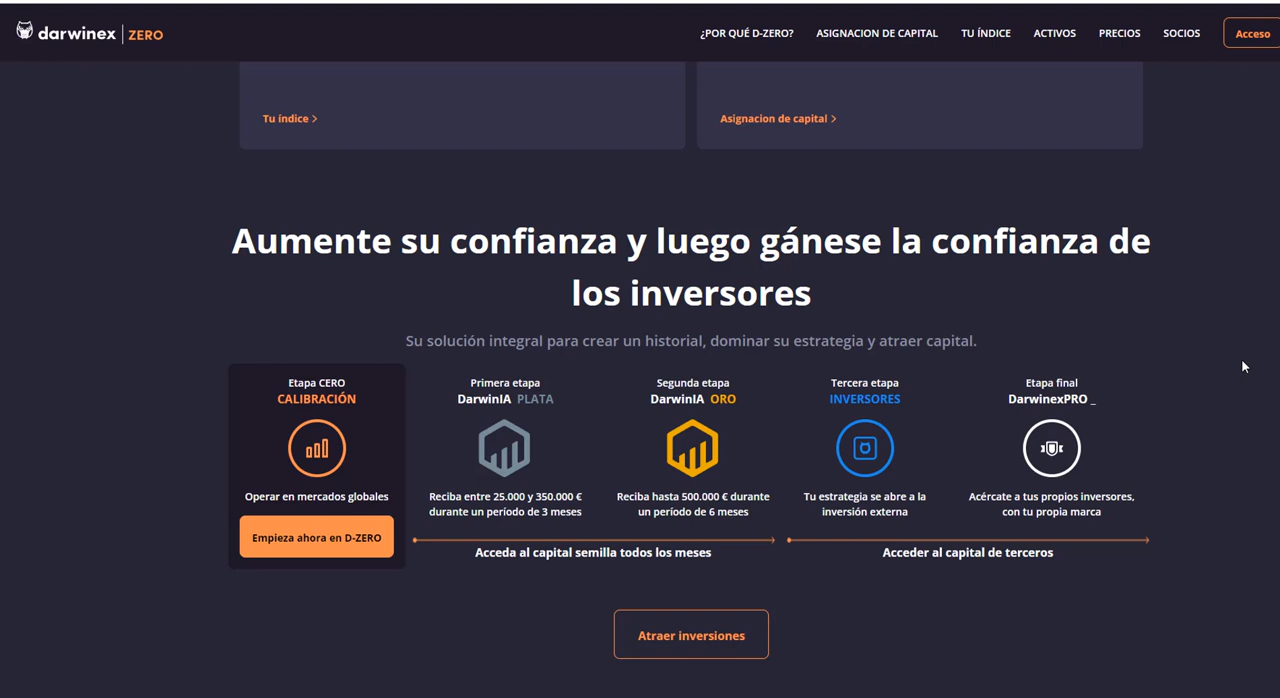 darwinex ZERO
¿POR QUÉ D-ZERO?
ASIGNACION DE CAPITAL
TU ÍNDICE
ACTIVOS
PRECIOS
SOCIOS
Acceso
Tu índice >
Asignacion de capital >
Aumente su confianza y luego gánese la confianza de
los inversores
Su solución integral para crear un historial, dominar su estrategia y atraer capital.
Etapa CERO
CALIBRACIÓN
Operar en mercados globales
Empieza ahora en D-ZERO
Primera etapa
DarwinIA PLATA
Reciba entre 25.000 y 350.000 €
durante un período de 3 meses
Segunda etapa
DarwinIA ORO
Reciba hasta 500.000 € durante
un período de 6 meses
Acceda al capital semilla todos los meses
Tercera etapa
INVERSORES
Tu estrategia se abre a la
inversión externa
Etapa final
DarwinexPRO _
Acércate a tus propios inversores,
con tu propia marca
Acceder al capital de terceros
Atraer inversiones